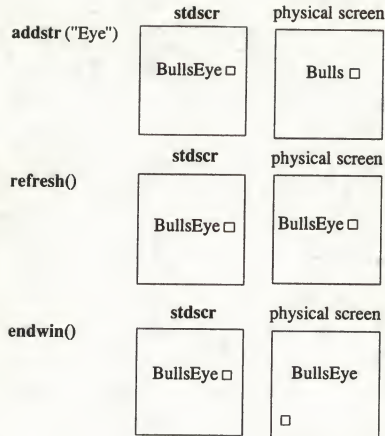 stdscr physical screen
addstr ("Eye")
BullsEye □ Bulls □
stdscr physical screen
refresh()
BullsEye □ BullsEye □
stdscr physical screen
endwin()
BullsEye □ BullsEye
□